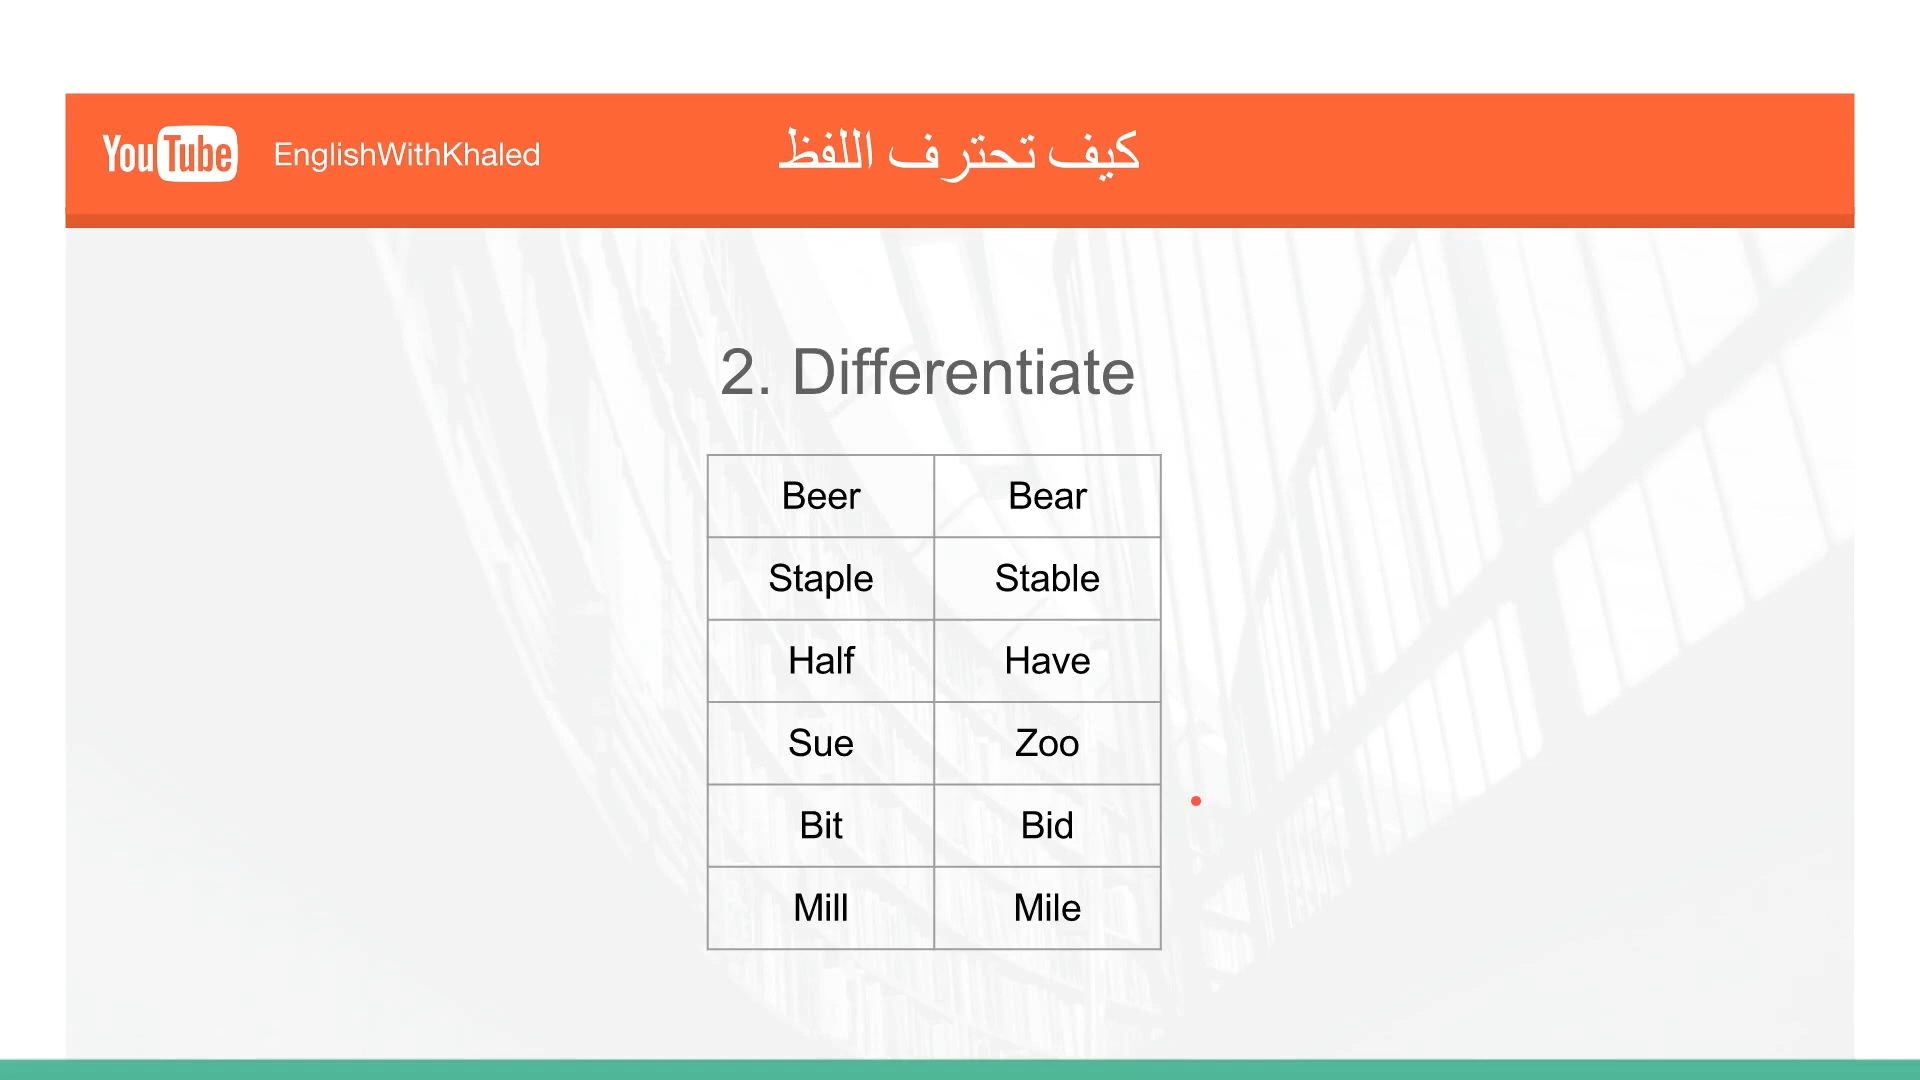 YouTube EnglishWithKhaled كيف تحترف اللفظ
2. Differentiate
Beer Bear
Staple Stable
Half Have
Sue Zoo
Bit Bid
Mill Mile